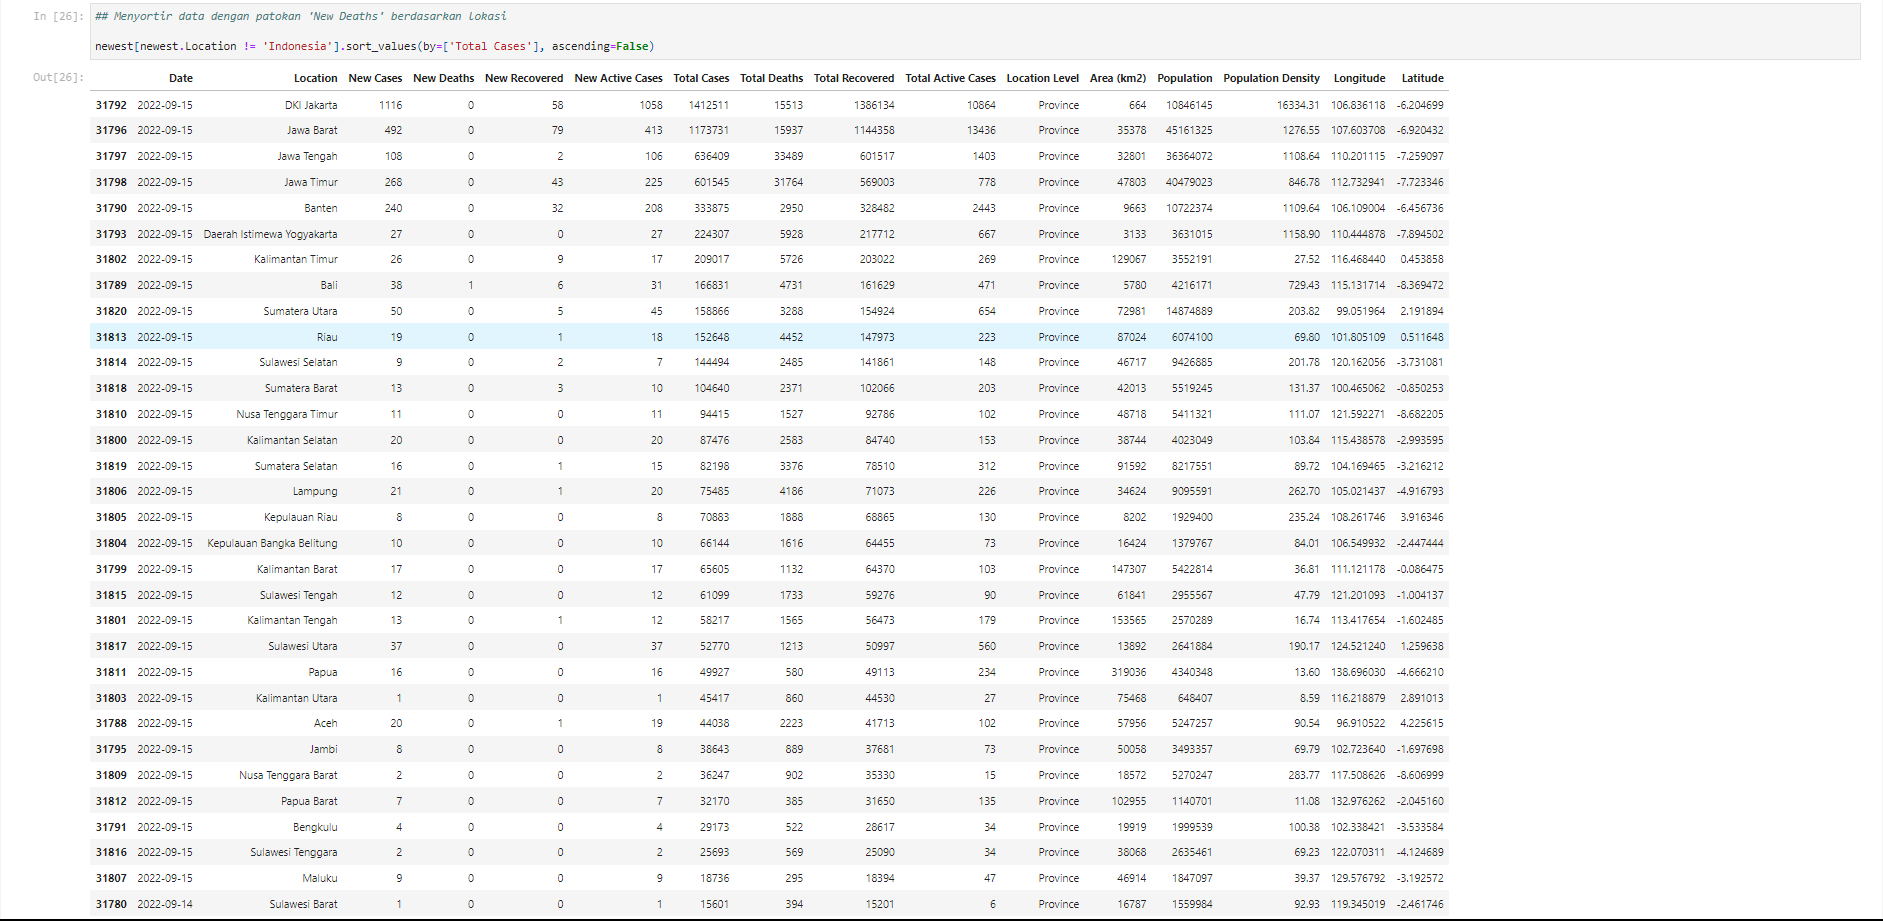 In [26]:
## Menyortir data dengan patokan 'New Deaths' berdasarkan Lokasi
newest[newest.Location != 'Indonesia'].sort_values(by=['Total Cases'], ascending=False)
Out[26]:
Date Location New Cases New Deaths New Recovered New Active Cases Total Cases Total Deaths Total Recovered Total Active Cases Location Level Area (km2) Population Population Density Longitude Latitude
31792 2022-09-15 DKI Jakarta 1116 0 58 1058 1412511 15513 1386134 10864 Province 664 10846145 16334.31 106.836118 -6.204699
31796 2022-09-15 Jawa Barat 492 0 79 413 1173731 15937 1144358 13436 Province 35378 45161325 1276.55 107.603708 -6.920432
31797 2022-09-15 Jawa Tengah 108 0 2 106 636409 33489 601517 1403 Province 32801 36364072 1108.64 110.201115 -7.259097
31798 2022-09-15 Jawa Timur 268 0 43 225 601545 31764 569003 778 Province 47803 40479023 846.78 112.732941 -7.723346
31790 2022-09-15 Banten 240 0 32 208 333875 2950 328482 2443 Province 9663 10722374 1109.64 106.109004 -6.456736
31793 2022-09-15 Daerah Istimewa Yogyakarta 27 0 0 27 224307 5928 217712 667 Province 3133 3631015 1158.90 110.444878 -7.894502
31802 2022-09-15 Kalimantan Timur 26 0 9 17 209017 5726 203022 269 Province 129067 3552191 27.52 116.468440 0.453858
31789 2022-09-15 Bali 38 1 6 31 166831 4731 161629 471 Province 5780 4216171 729.43 115.131714 -8.369472
31820 2022-09-15 Sumatera Utara 50 0 5 45 158866 3288 154924 654 Province 72981 14874889 203.82 99.051964 2.191894
31813 2022-09-15 Riau 19 0 1 18 152648 4452 147973 223 Province 87024 6074100 69.80 101.805109 0.511648
31814 2022-09-15 Sulawesi Selatan 9 0 2 7 144494 2485 141861 148 Province 46717 9426885 201.78 120.162056 -3.731081
31818 2022-09-15 Sumatera Barat 13 0 3 10 104640 2371 102066 203 Province 42013 5519245 131.37 100.465062 -0.850253
31810 2022-09-15 Nusa Tenggara Timur 11 0 0 11 94415 1527 92786 102 Province 48718 5411321 111.07 121.592271 -8.682205
31800 2022-09-15 Kalimantan Selatan 20 0 0 20 87476 2583 84740 153 Province 38744 4023049 103.84 115.438578 -2.993595
31819 2022-09-15 Sumatera Selatan 16 0 1 15 82198 3376 78510 312 Province 91592 8217551 89.72 104.169465 -3.216212
31806 2022-09-15 Lampung 21 0 1 20 75485 4186 71073 226 Province 34624 9095591 262.70 105.021437 -4.916793
31805 2022-09-15 Kepulauan Riau 8 0 0 8 70883 1888 68865 130 Province 8202 1929400 235.24 108.261746 3.916346
31804 2022-09-15 Kepulauan Bangka Belitung 10 0 0 10 66144 1616 64455 73 Province 16424 1379767 84.01 106.549932 -2.447444
31799 2022-09-15 Kalimantan Barat 17 0 0 17 65605 1132 64370 103 Province 147307 5422814 36.81 111.121178 -0.086475
31815 2022-09-15 Sulawesi Tengah 12 0 0 12 61099 1733 59276 90 Province 61841 2955567 47.79 121.201093 -1.004137
31801 2022-09-15 Kalimantan Tengah 13 0 1 12 58217 1565 56473 179 Province 153565 2570289 16.74 113.417654 -1.602485
31817 2022-09-15 Sulawesi Utara 37 0 0 37 52770 1213 50997 560 Province 13892 2641884 190.17 124.521240 1.259638
31811 2022-09-15 Papua 16 0 0 16 49927 580 49113 234 Province 319036 4340348 13.60 138.696030 -4.666210
31803 2022-09-15 Kalimantan Utara 1 0 0 1 45417 860 44530 27 Province 75468 648407 8.59 116.218879 2.891013
31788 2022-09-15 Aceh 20 0 1 19 44038 2223 41713 102 Province 57956 5247257 90.54 96.910522 4.225615
31795 2022-09-15 Jambi 8 0 0 8 38643 889 37681 73 Province 50058 3493357 69.79 102.723640 -1.697698
31809 2022-09-15 Nusa Tenggara Barat 2 0 0 2 36247 902 35330 15 Province 18572 5270247 283.77 117.508626 -8.606999
31812 2022-09-15 Papua Barat 7 0 0 7 32170 385 31650 135 Province 102955 1140701 11.08 132.976262 -2.045160
31791 2022-09-15 Bengkulu 4 0 0 4 29173 522 28617 34 Province 19919 1999539 100.38 102.338421 -3.533584
31816 2022-09-15 Sulawesi Tenggara 2 0 0 2 25693 569 25090 34 Province 38068 2635461 69.23 122.070311 -4.124689
31807 2022-09-15 Maluku 9 0 0 9 18736 295 18394 47 Province 46914 1847097 39.37 129.576792 -3.192572
31780 2022-09-14 Sulawesi Barat 1 0 0 1 15601 394 15201 6 Province 16787 1559984 92.93 119.345019 -2.461746